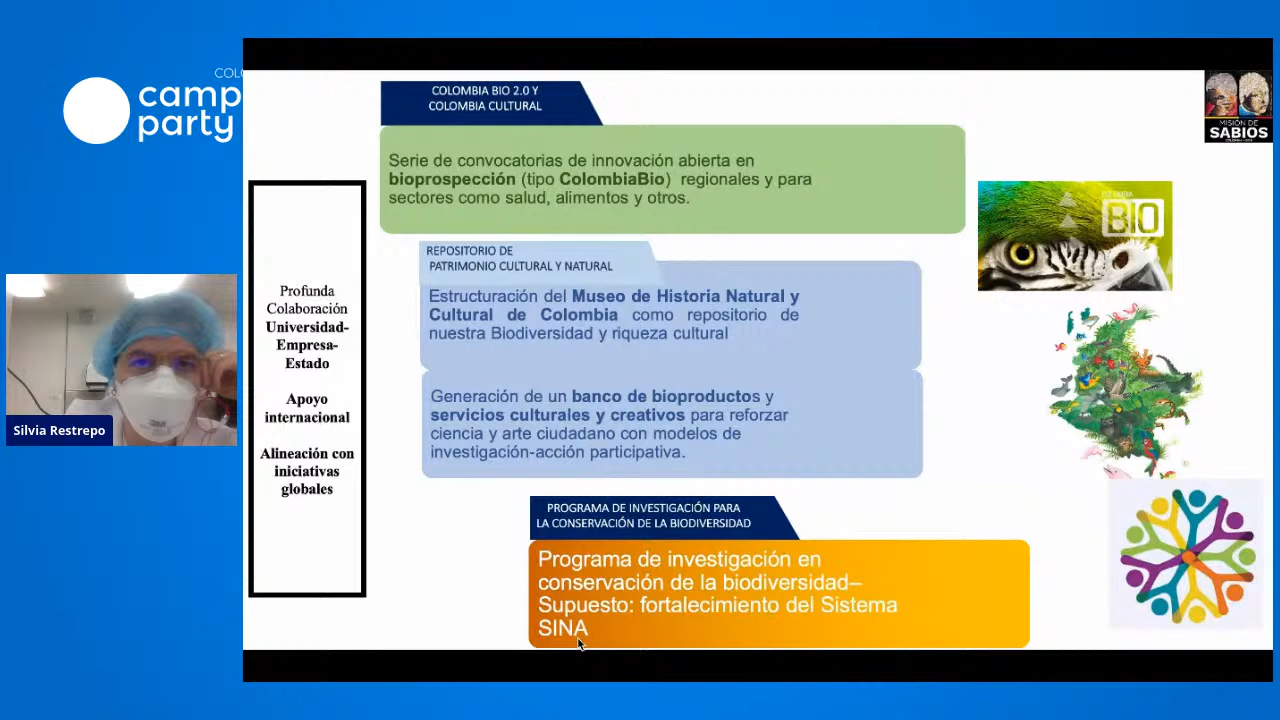 COLO
camp
party
COLOMBIA BIO 2.0 Y
COLOMBIA CULTURAL
Serie de convocatorias de innovación abierta en
bioprospección (tipo ColombiaBio) regionales y para
sectores como salud, alimentos y otros.
MISIÓN DE
SABIOS
BIO
REPOSITORIO DE
PATRIMONIO CULTURAL Y NATURAL
Estructuración del Museo de Historia Natural y
Cultural de Colombia como repositorio de
nuestra Biodiversidad y riqueza cultural
Profunda
Colaboración
Universidad-
Empresa-
Estado
Apoyo
internacional
Alineación con
iniciativas
globales
Generación de un banco de bioproductos y
servicios culturales y creativos para reforzar
ciencia y arte ciudadano con modelos de
investigación-acción participativa.
Silvia Restrepo
PROGRAMA DE INVESTIGACIÓN PARA
LA CONSERVACIÓN DE LA BIODIVERSIDAD
Programa de investigación en
conservación de la biodiversidad–
Supuesto: fortalecimiento del Sistema
SINA